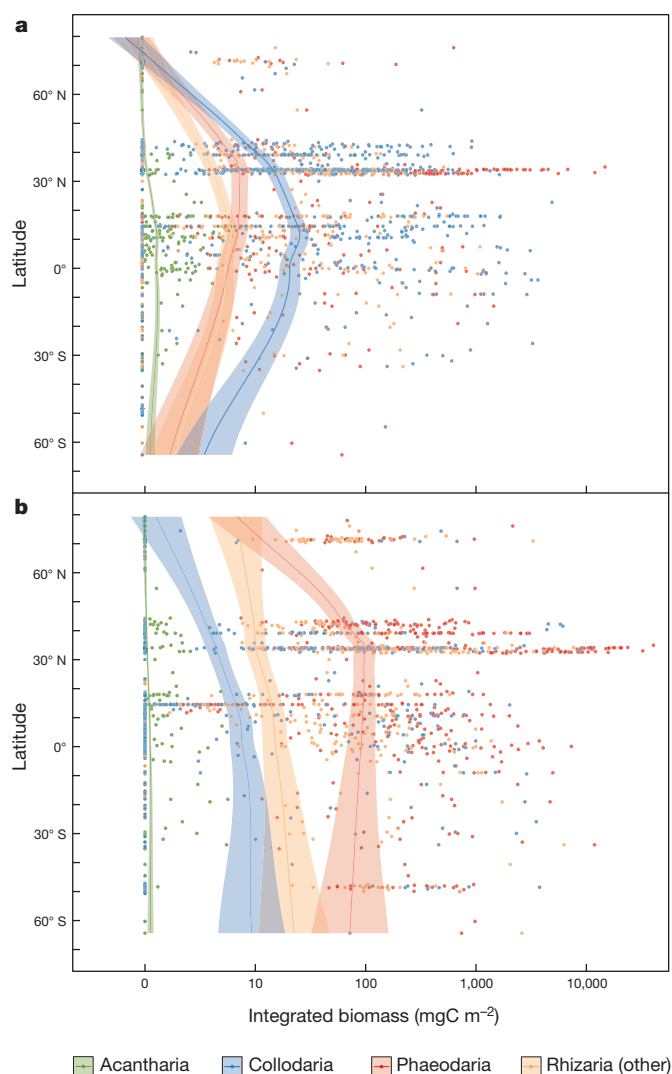 a
60° N
30° N
0°
30° S
60° S
Latitude
b
60° N
30° N
0°
30° S
60° S
Latitude
0 10 100 1,000 10,000
Integrated biomass (mgC m⁻²)
Acantharia Collodaria Phaeodaria Rhizaria (other)